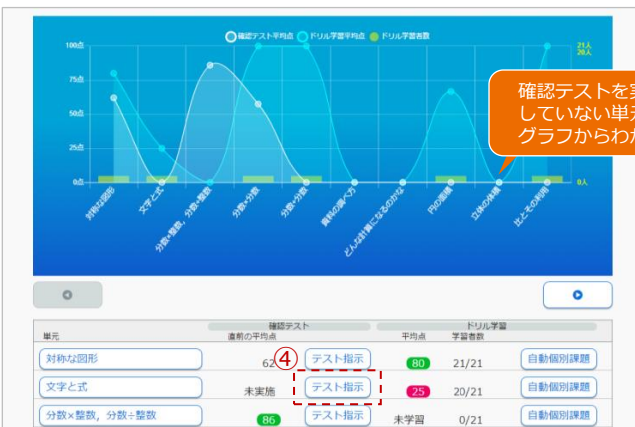 確認テスト平均点 ドリル学習平均点 ドリル学習者数
100点
75点
50点
25点
0点
21人
20人
0人
確認テストを実
していない単元
グラフからわか
対称な図形
文字と式
分数×整数, 分数÷整数
分数×分数
分数÷分数
資料の調べ方
どんな計算になるのかな
円の面積
立体の体積
比とその利用
確認テスト ドリル学習
単元 直前の平均点 平均点 学習者数
対称な図形 62 ④ テスト指示 80 21/21 自動個別課題
文字と式 未実施 テスト指示 25 20/21 自動個別課題
分数×整数, 分数÷整数 86 テスト指示 未学習 0/21 自動個別課題